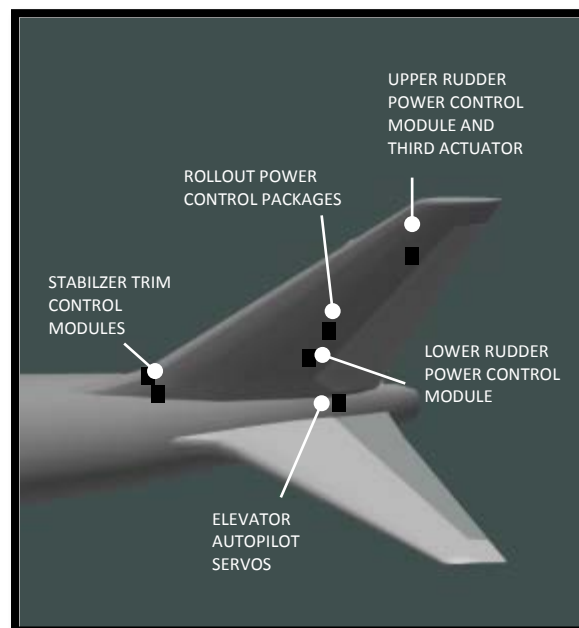 UPPER RUDDER
POWER CONTROL
MODULE AND
THIRD ACTUATOR
ROLLOUT POWER
CONTROL PACKAGES
STABILZER TRIM
CONTROL
MODULES
LOWER RUDDER
POWER CONTROL
MODULE
ELEVATOR
AUTOPILOT
SERVOS